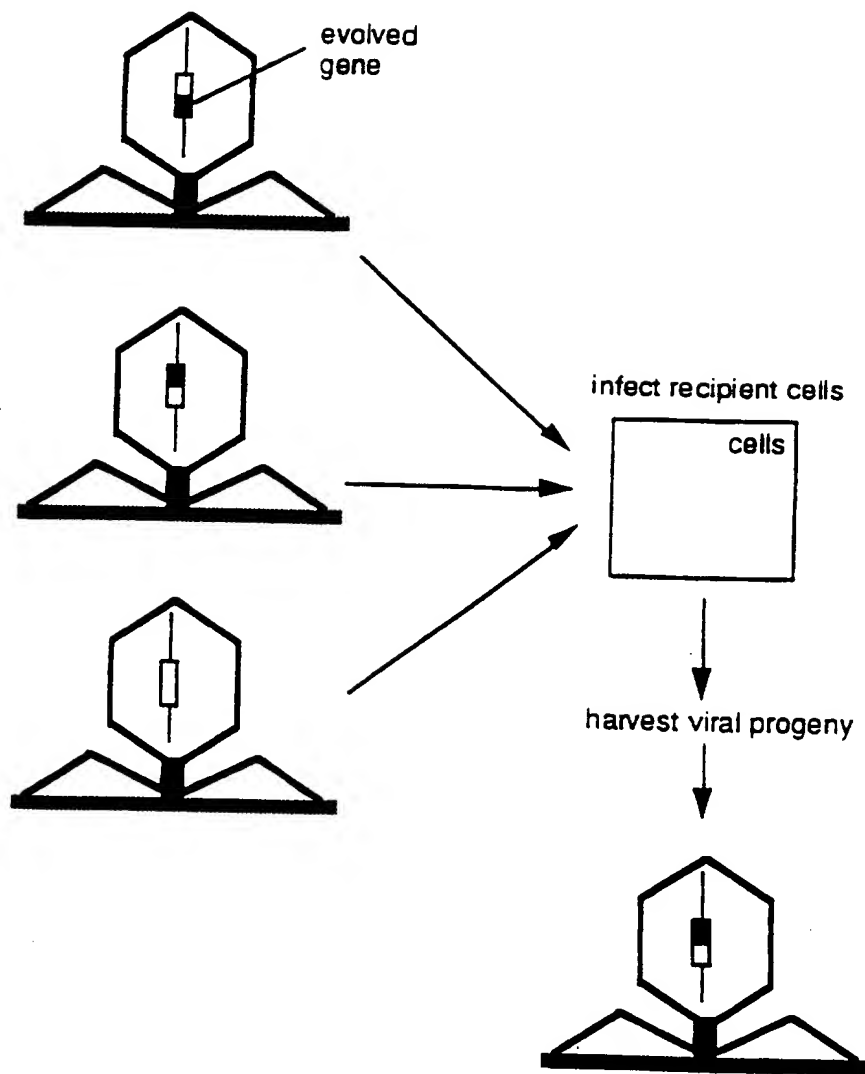 evolved
gene
infect recipient cells
cells
harvest viral progeny